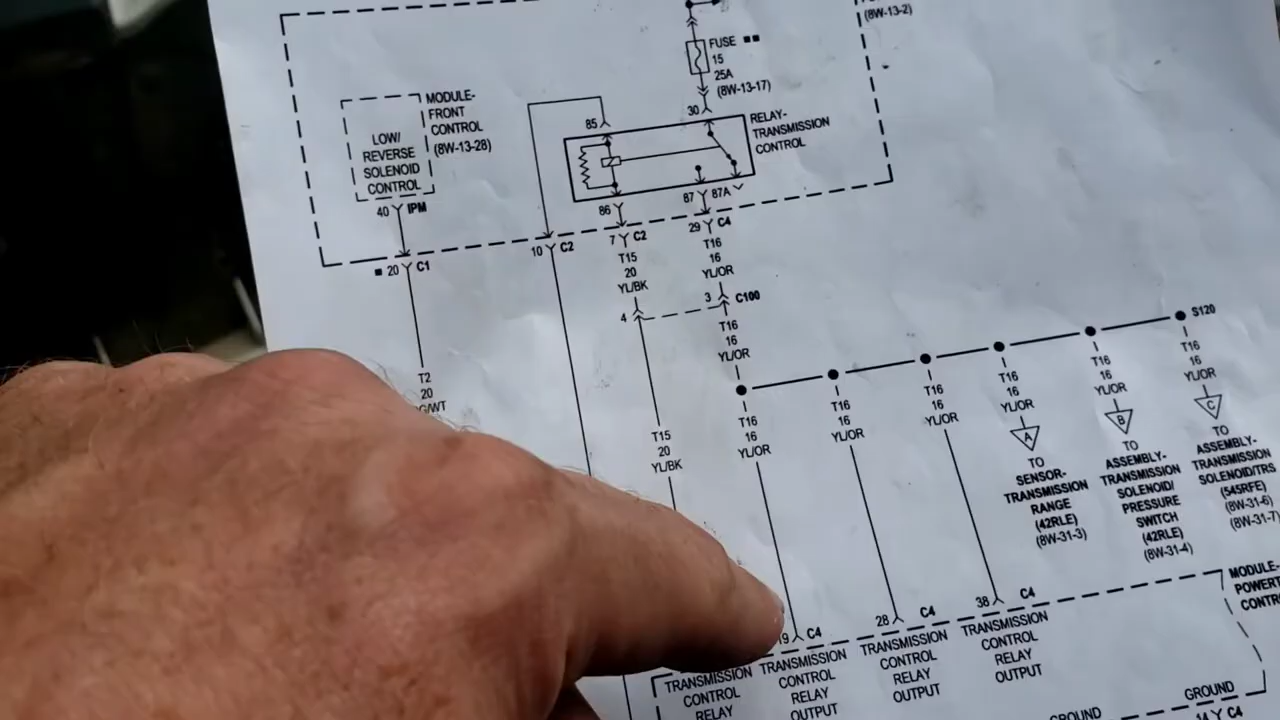 (8W-13-2)
FUSE
15
25A
(8W-13-17)
30
MODULE-
FRONT
CONTROL
(8W-13-28)
LOW/
REVERSE
SOLENOID
CONTROL
40 IPM
85
RELAY-
TRANSMISSION
CONTROL
86
87 87A
20 C1
10 C2
7 C2
29 C4
T15
20
YL/BK
T16
16
YL/OR
4
3 C100
T16
16
YL/OR
S120
T2
20
T15
20
YL/BK
T16
16
YL/OR
T16
16
YL/OR
T16
16
YL/OR
T16
16
YL/OR
T16
16
YL/OR
T16
16
YL/OR
A
B
C
TO
SENSOR-
TRANSMISSION
RANGE
(42RLE)
(8W-31-3)
TO
ASSEMBLY-
TRANSMISSION
SOLENOID/
PRESSURE
SWITCH
(42RLE)
(8W-31-4)
TO
ASSEMBLY-
TRANSMISSION
SOLENOID/TRS
(545RFE)
(8W-31-6)
(8W-31-7)
C4
28 C4
38 C4
MODULE-
TRANSMISSION
CONTROL
RELAY
TRANSMISSION
CONTROL
RELAY
OUTPUT
TRANSMISSION
CONTROL
RELAY
OUTPUT
TRANSMISSION
CONTROL
RELAY
OUTPUT
GROUND
GROUND
C4